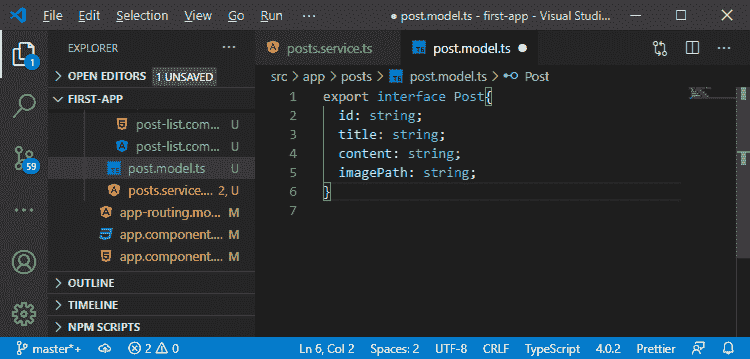 File Edit View Go Run ··· ● post.model.ts - first-app - Visual Studi...
EXPLORER ···
OPEN EDITORS 1 UNSAVED
FIRST-APP
post-list.com... U
post-list.com... U
post.model.ts U
posts.service.... 2, U
app-routing.mo... M
app.component.... M
app.component.... M
OUTLINE
TIMELINE
NPM SCRIPTS
1
59
posts.service.ts
TS post.model.ts ●
src > app > posts > TS post.model.ts > Post
1 export interface Post{
2 id: string;
3 title: string;
4 content: string;
5 imagePath: string;
6 }
7
master*+ 2 0 Ln 6, Col 2 Spaces: 2 UTF-8 CRLF TypeScript 4.0.2 Prettier